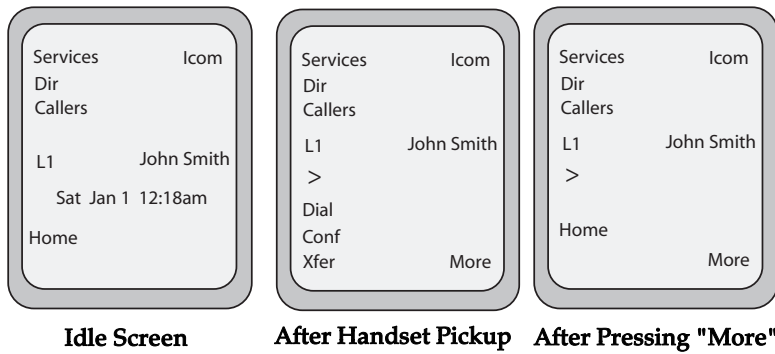 Services Icom
Dir
Callers
L1 John Smith
Sat Jan 1 12:18am
Home
Idle Screen
Services Icom
Dir
Callers
L1 John Smith
>
Dial
Conf
Xfer More
After Handset Pickup
Services Icom
Dir
Callers
L1 John Smith
>
Home
More
After Pressing "More"